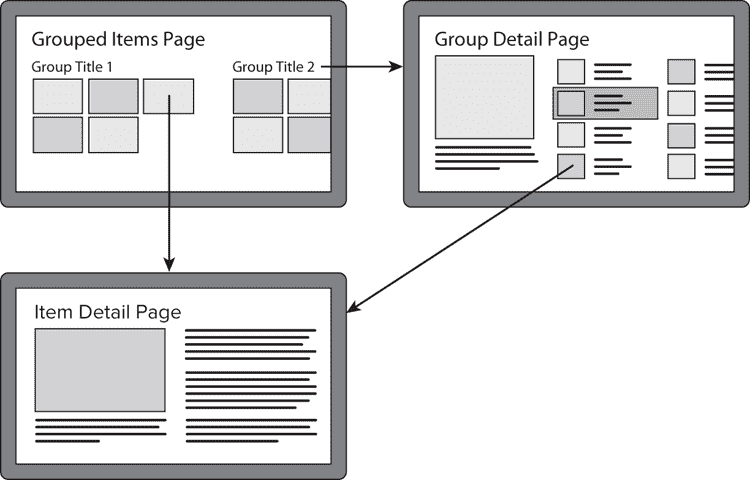 Grouped Items Page
Group Title 1
Group Title 2
Group Detail Page
Item Detail Page